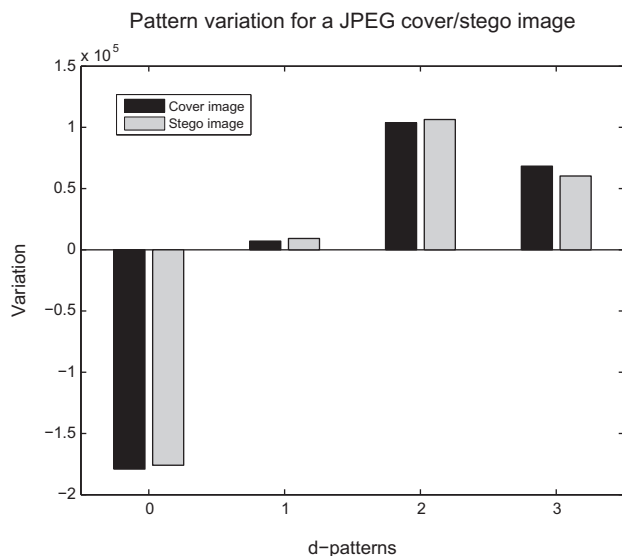 Pattern variation for a JPEG cover/stego image
x 10^5
1.5
1
0.5
0
−0.5
−1
−1.5
−2
Variation
Cover image
Stego image
0 1 2 3
d−patterns